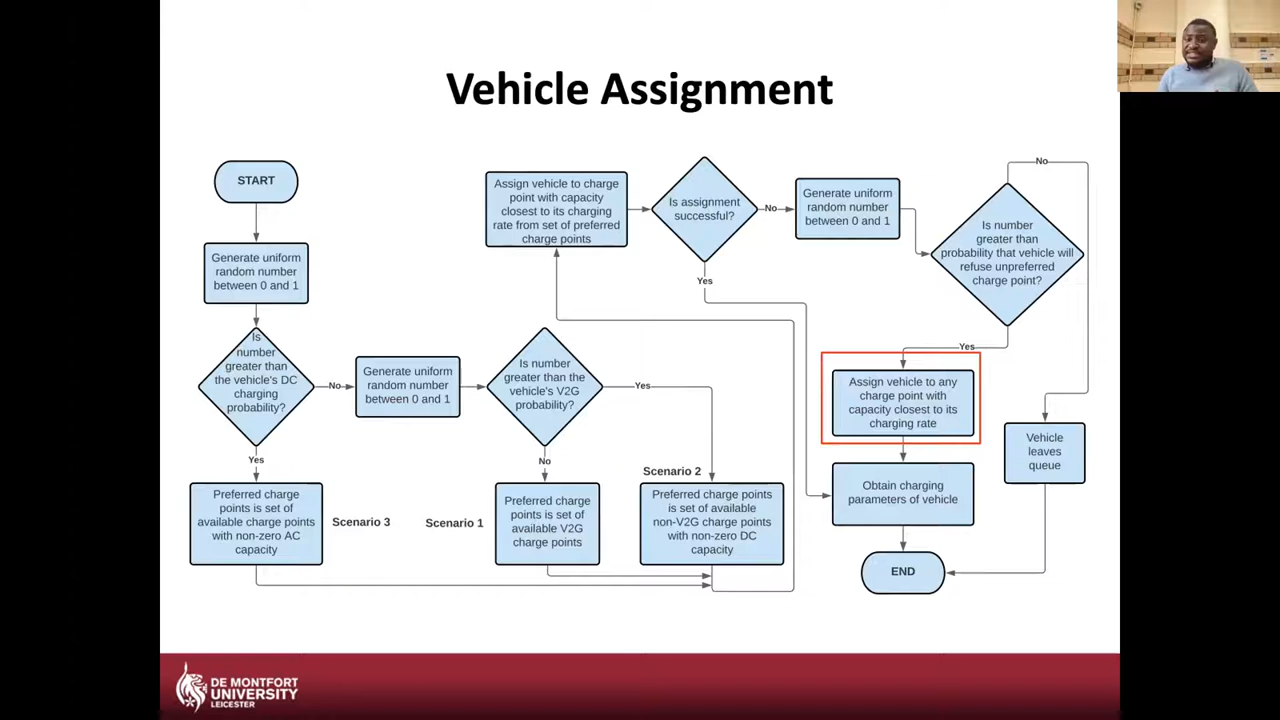 Vehicle Assignment
START
Generate uniform
random number
between 0 and 1
Is
number
greater than
the vehicle's DC
charging
probability?
No
Yes
Preferred charge
points is set of
available charge points
with non-zero AC
capacity
Scenario 3
Generate uniform
random number
between 0 and 1
Is number
greater than the
vehicle's V2G
probability?
No
Yes
Scenario 1
Preferred charge
points is set of
available V2G
charge points
Scenario 2
Preferred charge points
is set of available
non-V2G charge points
with non-zero DC
capacity
Assign vehicle to charge
point with capacity
closest to its charging
rate from set of preferred
charge points
Is assignment
successful?
No
Yes
Generate uniform
random number
between 0 and 1
Is number
greater than
probability that vehicle will
refuse unpreferred
charge point?
No
Yes
Assign vehicle to any
charge point with
capacity closest to its
charging rate
Vehicle
leaves
queue
Obtain charging
parameters of vehicle
END
DE MONTFORT
UNIVERSITY
LEICESTER